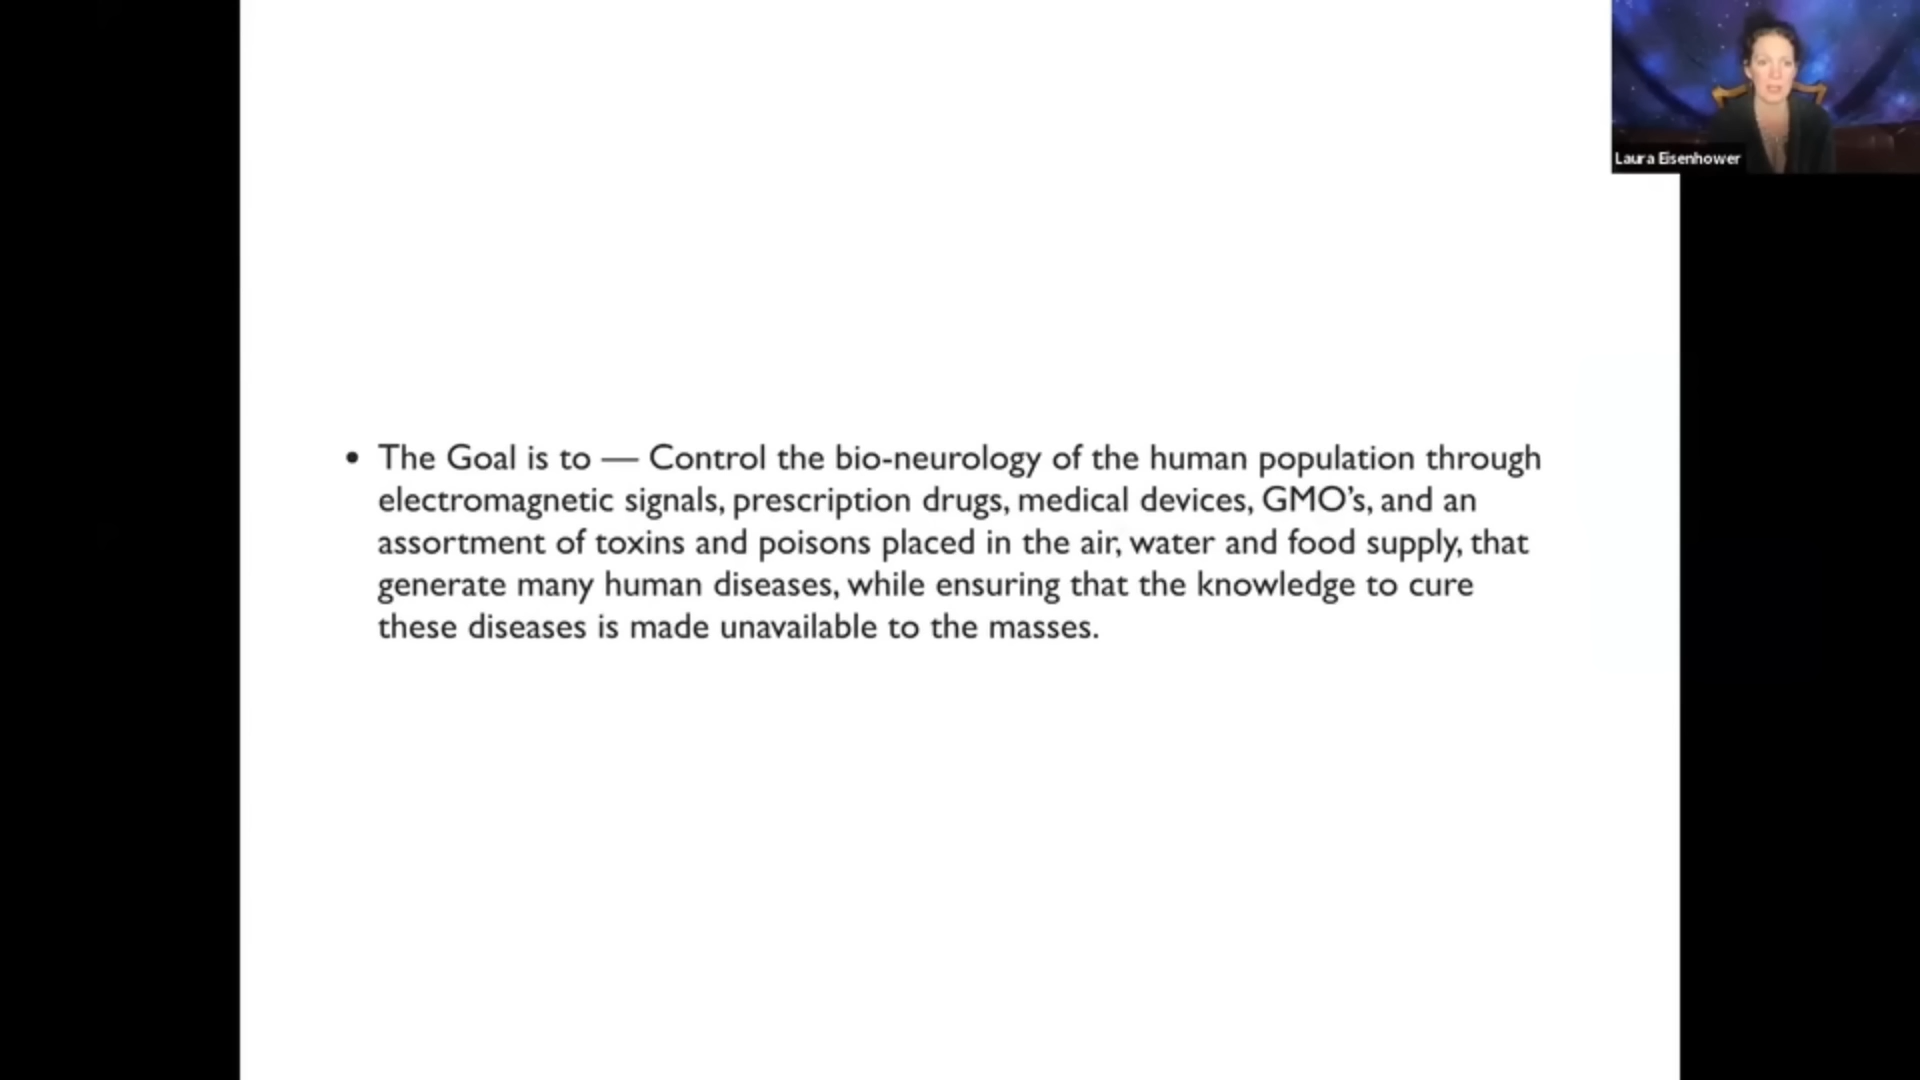 Laura Eisenhower
• The Goal is to — Control the bio-neurology of the human population through
electromagnetic signals, prescription drugs, medical devices, GMO’s, and an
assortment of toxins and poisons placed in the air, water and food supply, that
generate many human diseases, while ensuring that the knowledge to cure
these diseases is made unavailable to the masses.